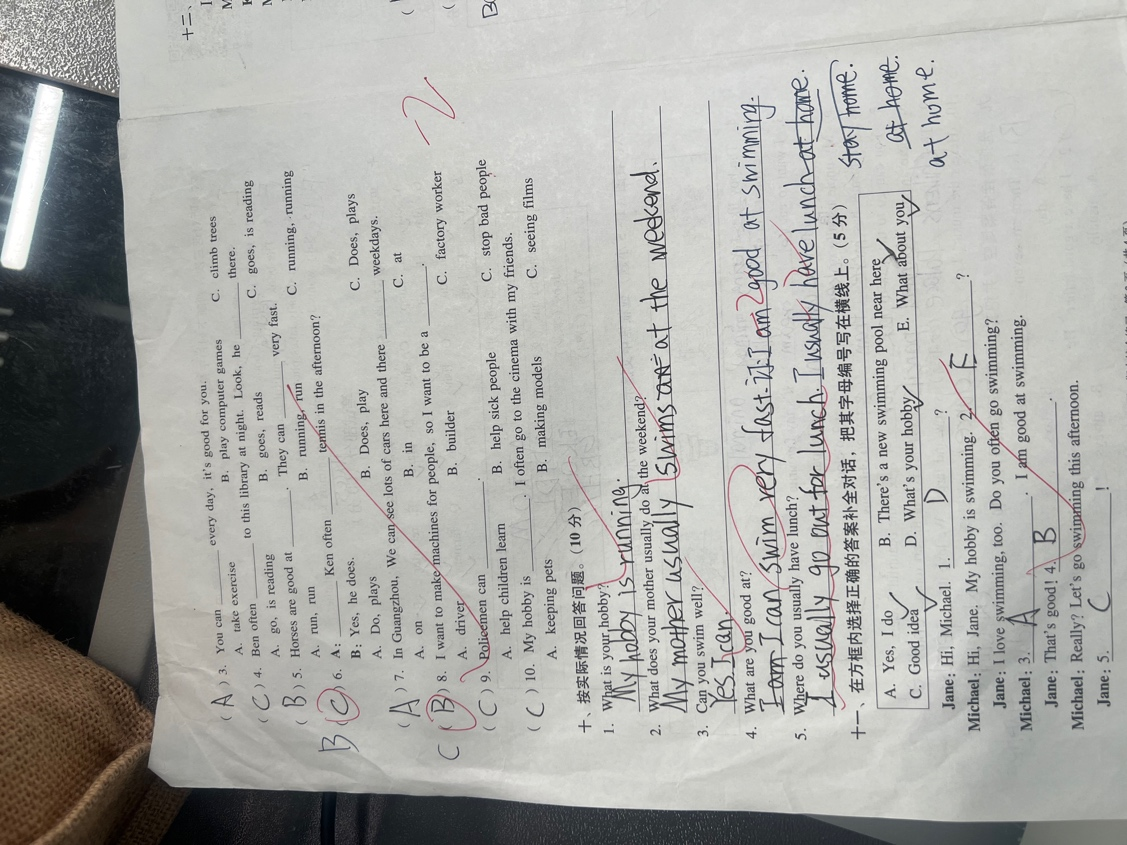 十二、
(A) 3. You can ______ every day, it's good for you.
A. take exercise B. play computer games C. climb trees
(C) 4. Ben often ______ to this library at night. Look, he ______ there.
A. go, is reading B. goes, reads C. goes, is reading
(B) 5. Horses are good at ______. They can ______ very fast.
A. run, run B. running, run C. running, running
B (C) 6. A: ______ Ken often ______ tennis in the afternoon?
B: Yes, he does.
A. Do, plays B. Does, play C. Does, plays
(A) 7. In Guangzhou, We can see lots of cars here and there ______ weekdays.
A. on B. in C. at
C (B) 8. I want to make machines for people, so I want to be a ______.
A. driver B. builder C. factory worker
-2
(C) 9. Policemen can ______.
A. help children learn B. help sick people C. stop bad people
(C) 10. My hobby is ______. I often go to the cinema with my friends.
A. keeping pets B. making models C. seeing films
十、按实际情况回答问题。(10 分)
1. What is your hobby?
My hobby is running.
2. What does your mother usually do at the weekend?
My mother usually swims at the weekend.
3. Can you swim well?
Yes, I can.
4. What are you good at?
I am I can swim very fast. I am good at swimming.
5. Where do you usually have lunch?
I usually go out for lunch. I usually have lunch at home.
stay home.
at home.
at home.
十一、在方框内选择正确的答案补全对话，把其字母编号写在横线上。(5 分)
A. Yes, I do B. There's a new swimming pool near here
C. Good idea D. What's your hobby E. What about you
Jane: Hi, Michael. 1. D ?
Michael: Hi, Jane. My hobby is swimming. 2. E ?
Jane: I love swimming, too. Do you often go swimming?
Michael: 3. A . I am good at swimming.
Jane: That's good! 4. B .
Michael: Really? Let's go swimming this afternoon.
Jane: 5. C !